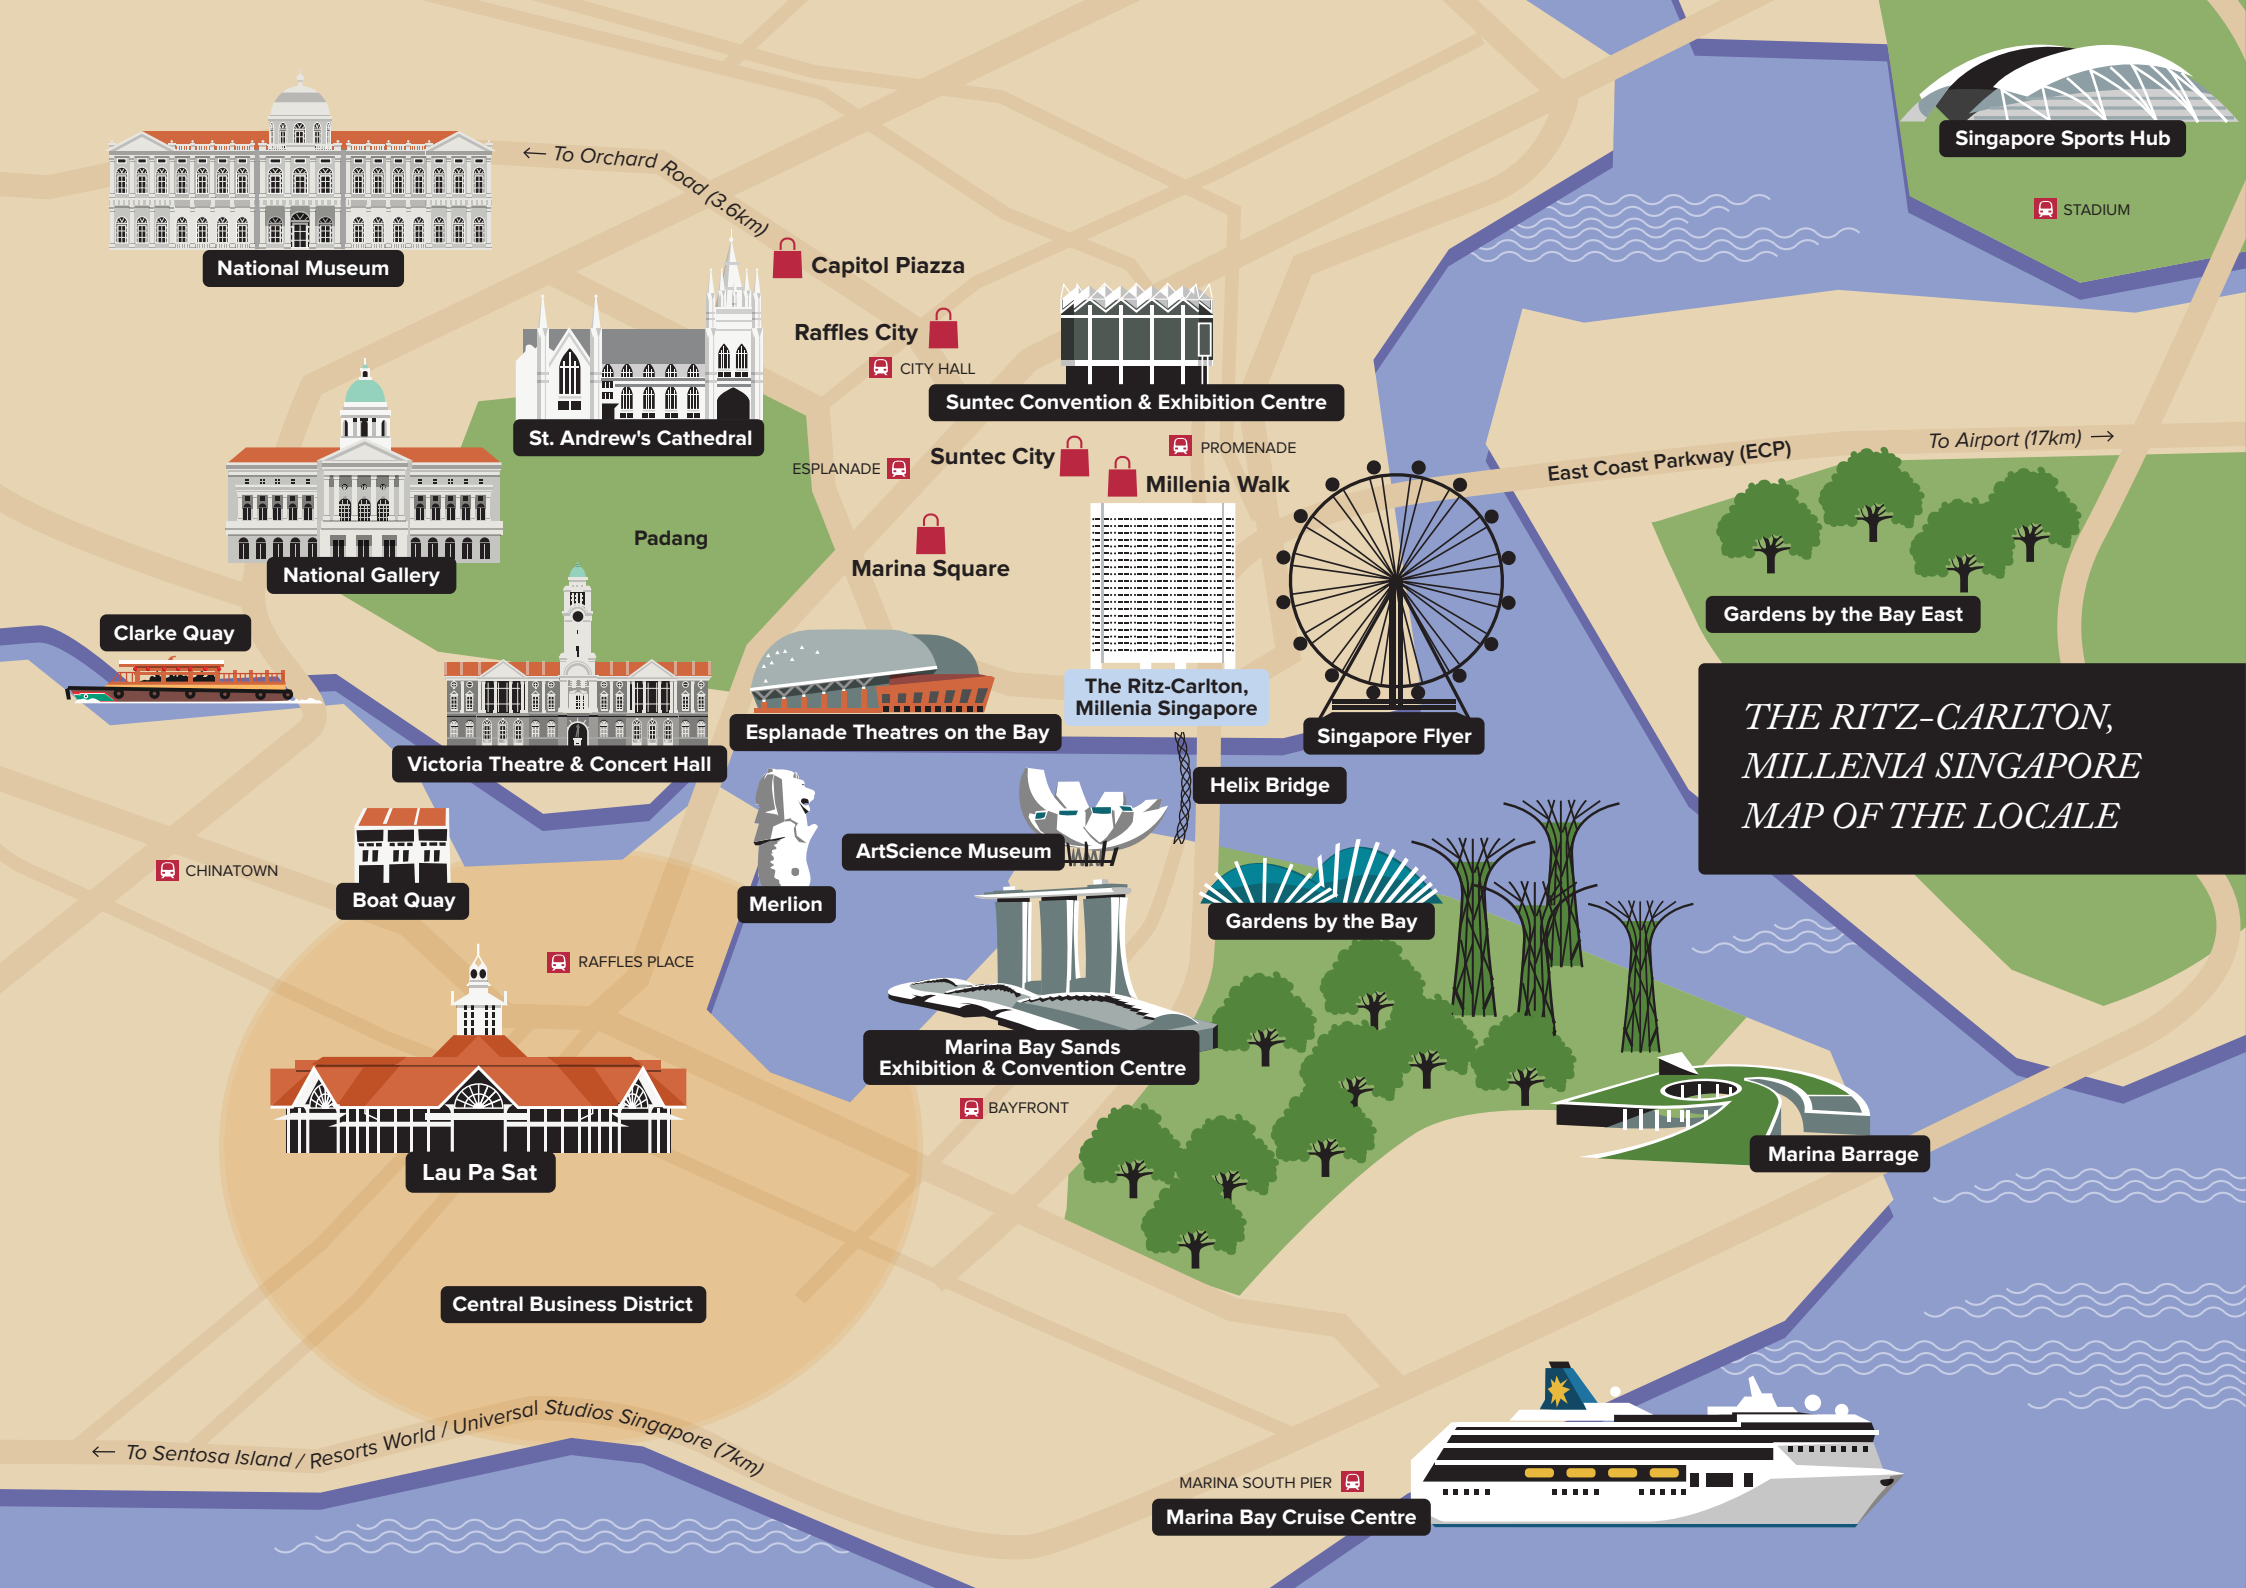 Singapore Sports Hub
STADIUM
← To Orchard Road (3.6km)
National Museum
Capitol Piazza
Raffles City
CITY HALL
Suntec Convention & Exhibition Centre
St. Andrew's Cathedral
PROMENADE
ESPLANADE
Suntec City
Millenia Walk
East Coast Parkway (ECP)
To Airport (17km) →
Padang
Marina Square
National Gallery
Gardens by the Bay East
Clarke Quay
The Ritz-Carlton,
Millenia Singapore
Esplanade Theatres on the Bay
Singapore Flyer
THE RITZ-CARLTON,
MILLENIA SINGAPORE
MAP OF THE LOCALE
Victoria Theatre & Concert Hall
Helix Bridge
ArtScience Museum
CHINATOWN
Boat Quay
Merlion
Gardens by the Bay
RAFFLES PLACE
Marina Bay Sands
Exhibition & Convention Centre
BAYFRONT
Marina Barrage
Lau Pa Sat
Central Business District
← To Sentosa Island / Resorts World / Universal Studios Singapore (7km)
MARINA SOUTH PIER
Marina Bay Cruise Centre